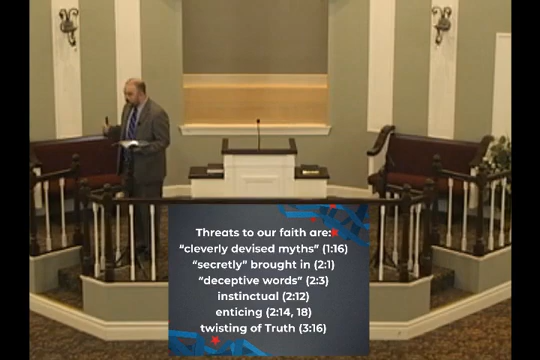 Threats to our faith are:
“cleverly devised myths” (1:16)
“secretly” brought in (2:1)
“deceptive words” (2:3)
instinctual (2:12)
enticing (2:14, 18)
twisting of Truth (3:16)